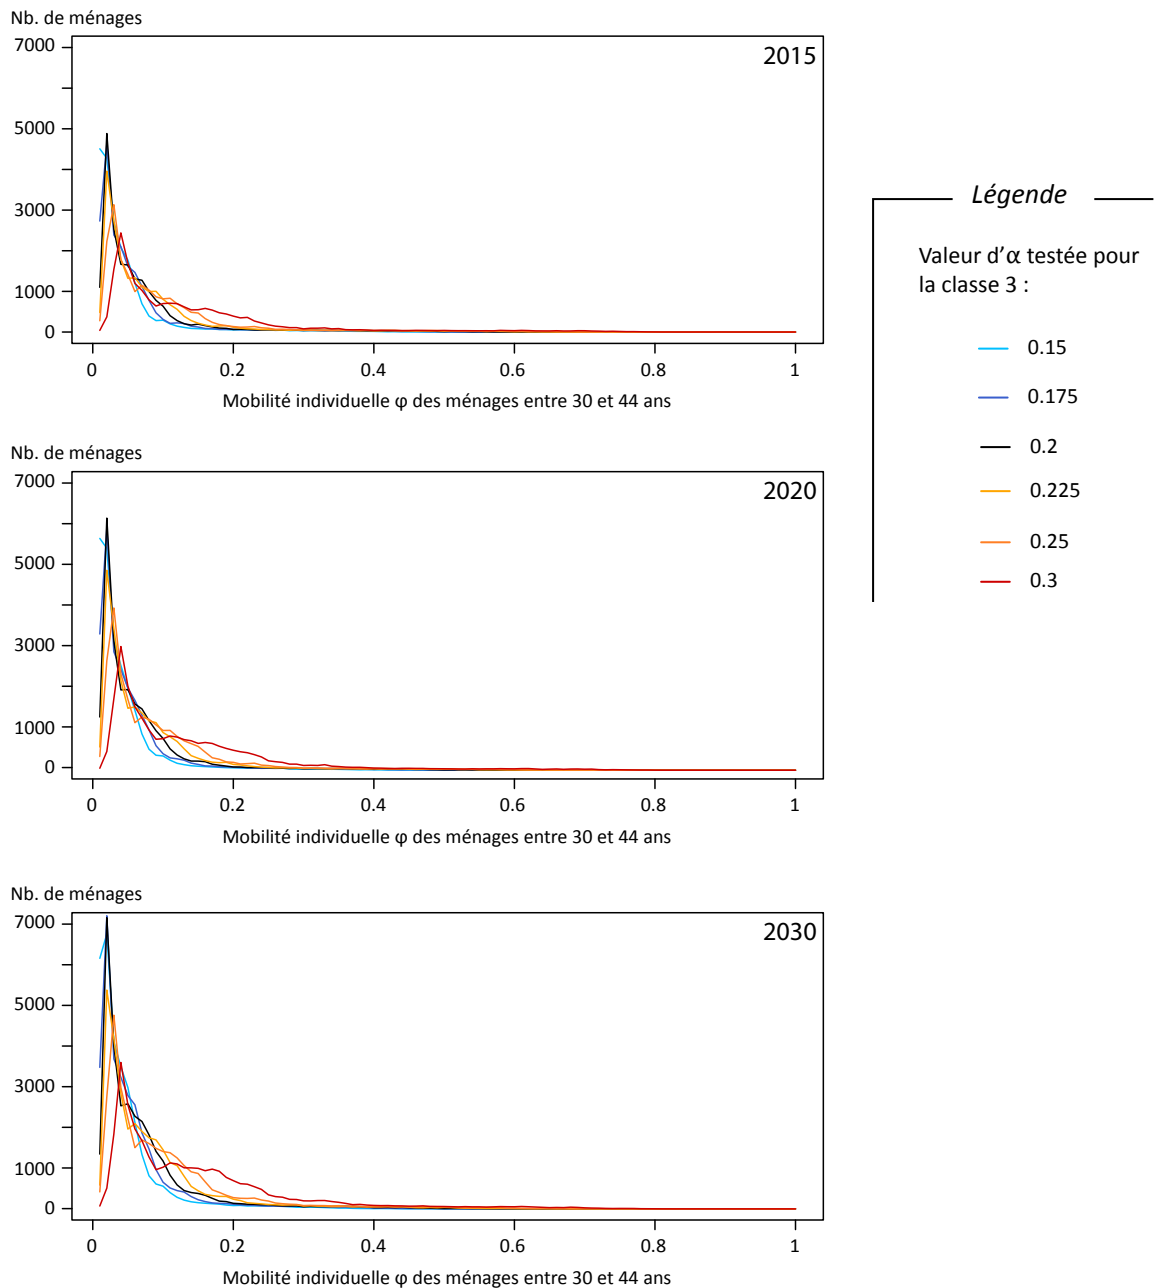 Nb. de ménages
7000
5000
3000
1000
0
2015
0 0.2 0.4 0.6 0.8 1
Mobilité individuelle φ des ménages entre 30 et 44 ans
Légende
Valeur d'α testée pour
la classe 3 :
0.15
0.175
0.2
0.225
0.25
0.3
Nb. de ménages
7000
5000
3000
1000
0
2020
0 0.2 0.4 0.6 0.8 1
Mobilité individuelle φ des ménages entre 30 et 44 ans
Nb. de ménages
7000
5000
3000
1000
0
2030
0 0.2 0.4 0.6 0.8 1
Mobilité individuelle φ des ménages entre 30 et 44 ans